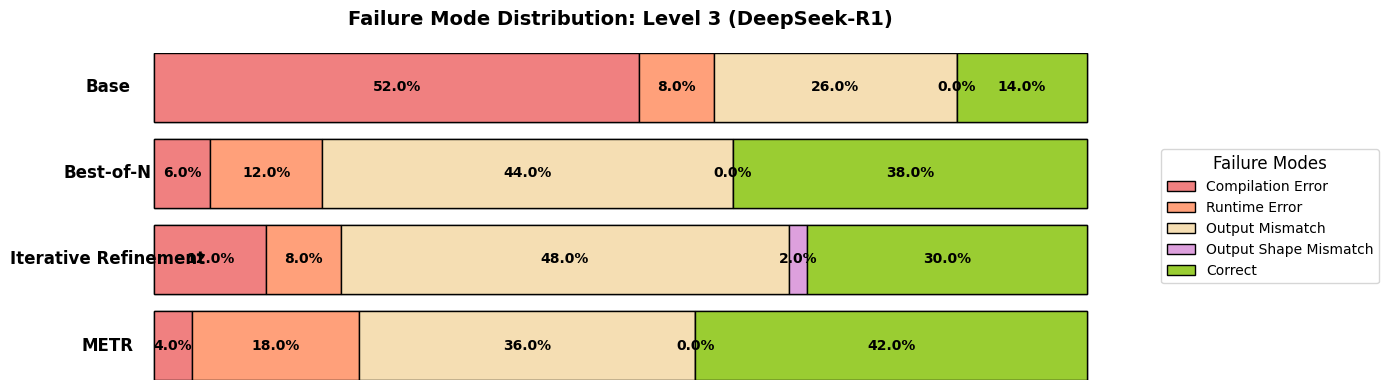 Failure Mode Distribution: Level 3 (DeepSeek-R1)
Base 52.0% 8.0% 26.0% 0.0% 14.0%
Best-of-N 6.0% 12.0% 44.0% 0.0% 38.0%
Iterative Refinement 12.0% 8.0% 48.0% 2.0% 30.0%
METR 4.0% 18.0% 36.0% 0.0% 42.0%
Failure Modes
Compilation Error
Runtime Error
Output Mismatch
Output Shape Mismatch
Correct